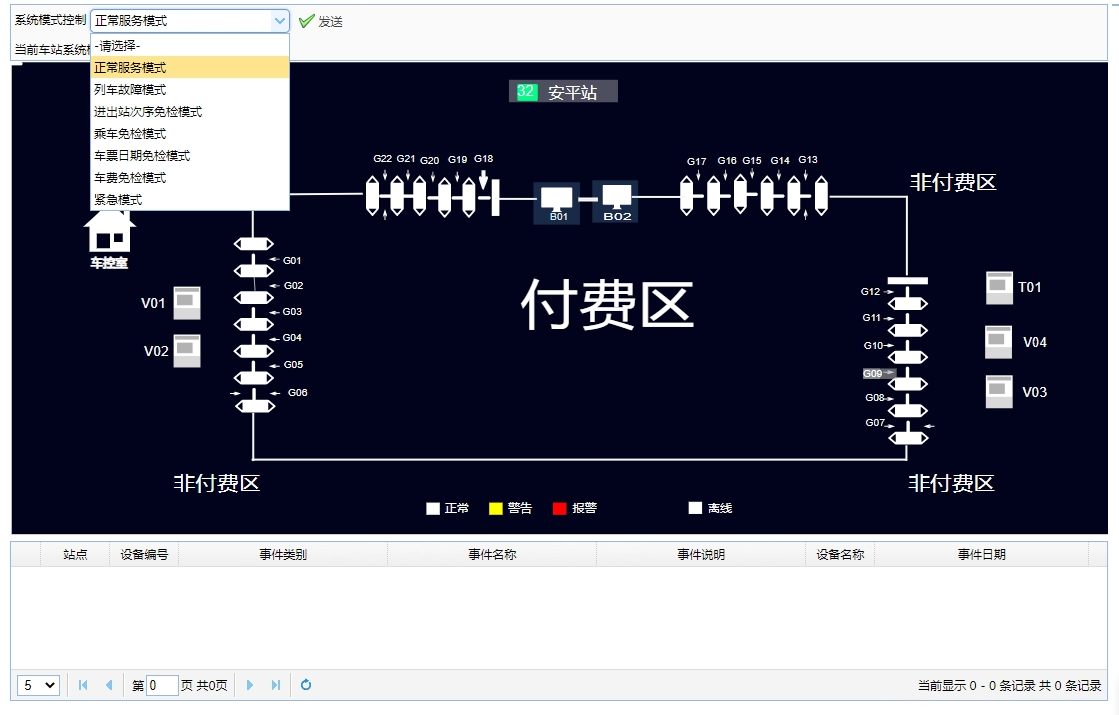 系统模式控制 正常服务模式 发送
当前车站系统
-请选择-
正常服务模式
列车故障模式
进出站次序免检模式
乘车免检模式
车票日期免检模式
车费免检模式
紧急模式
32 安平站
G22 G21 G20 G19 G18
G17 G16 G15 G14 G13
非付费区
B01 B02
车控室
G01
G02
G03
G04
G05
G06
V01
V02
付费区
G12
G11
G10
G09
G08
G07
T01
V04
V03
非付费区
非付费区
正常 警告 报警 离线
站点 设备编号 事件类别 事件名称 事件说明 设备名称 事件日期
5 第 0 页 共0页 当前显示 0 - 0 条记录 共 0 条记录